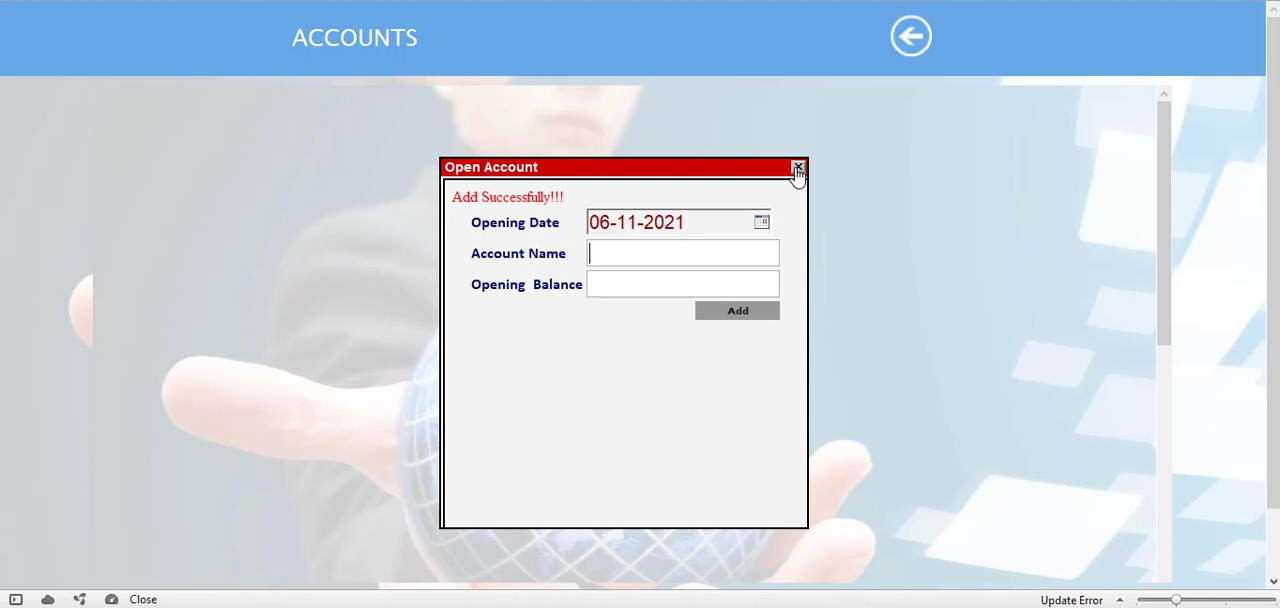 ACCOUNTS
Open Account
Add Successfully!!!
Opening Date 06-11-2021
Account Name
Opening Balance
Add
Close
Update Error